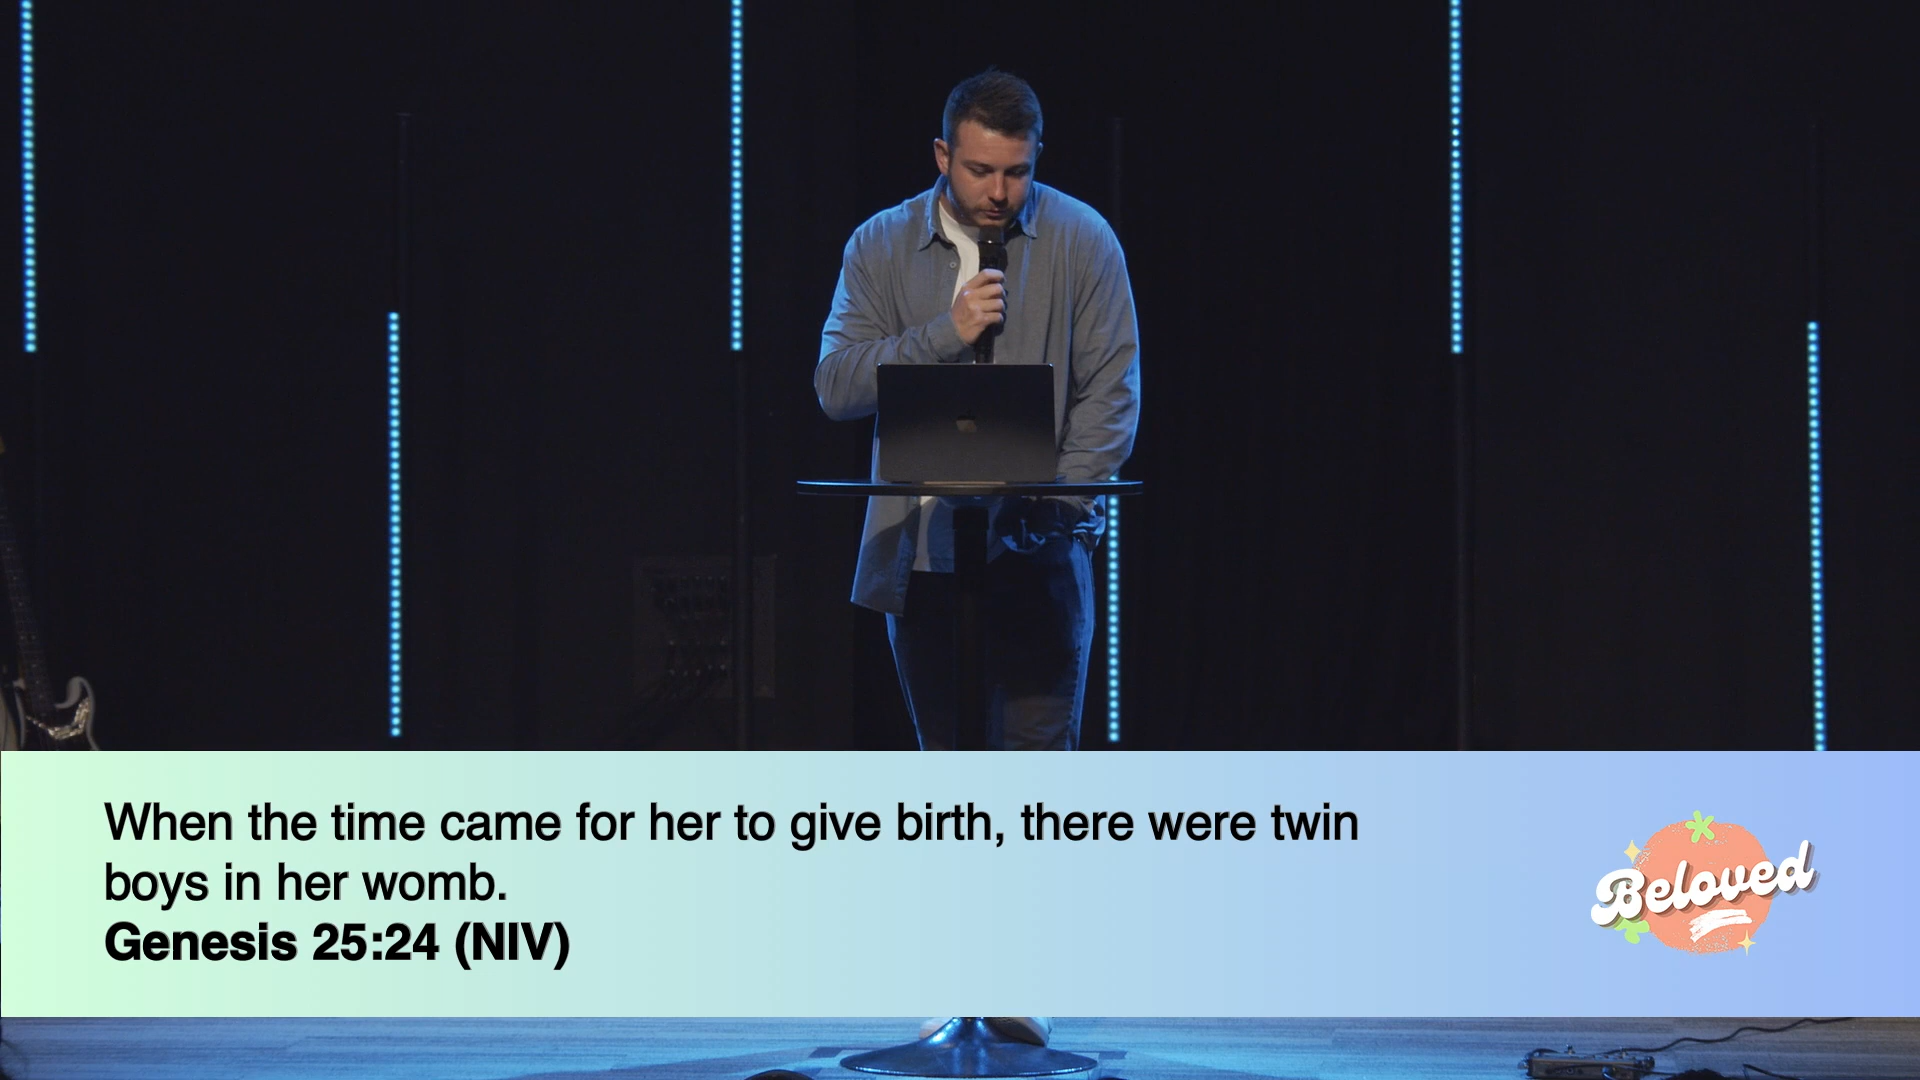 When the time came for her to give birth, there were twin
boys in her womb.
Genesis 25:24 (NIV)
Beloved